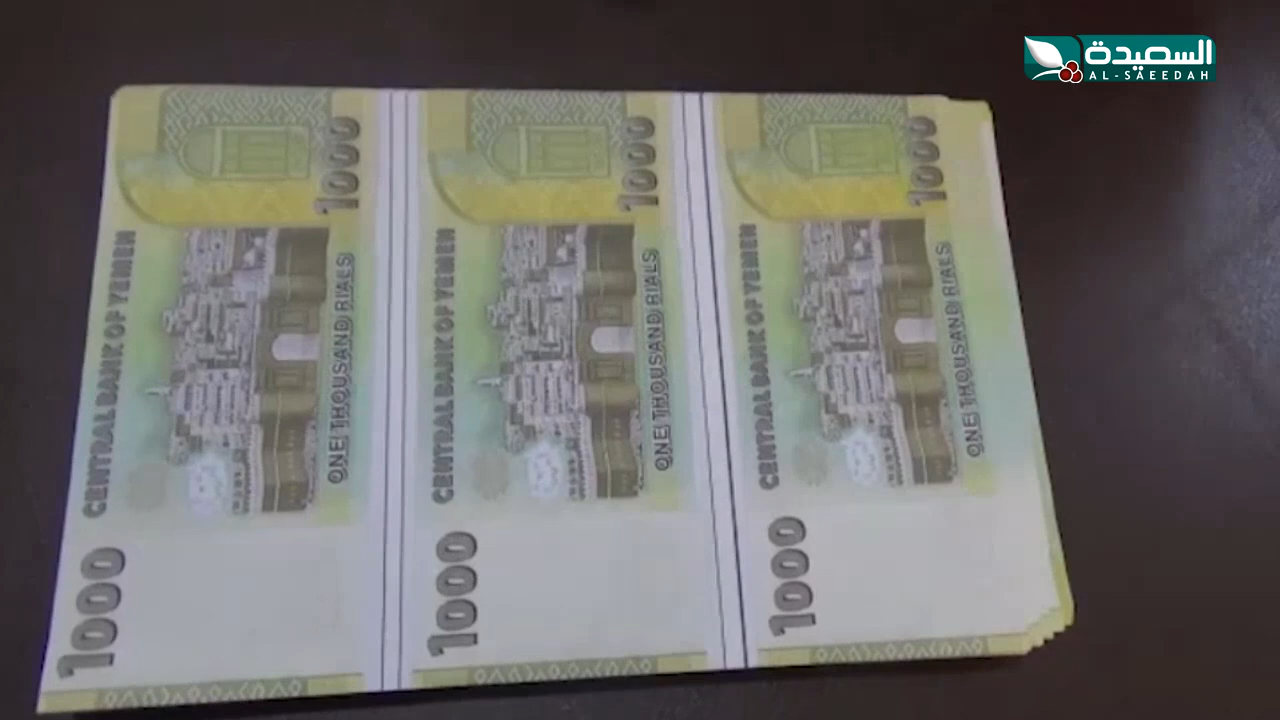 السعيدة
AL-SAEEDAH
1000
CENTRAL BANK OF YEMEN
ONE THOUSAND RIALS
1000
1000
CENTRAL BANK OF YEMEN
ONE THOUSAND RIALS
1000
1000
CENTRAL BANK OF YEMEN
ONE THOUSAND RIALS
1000